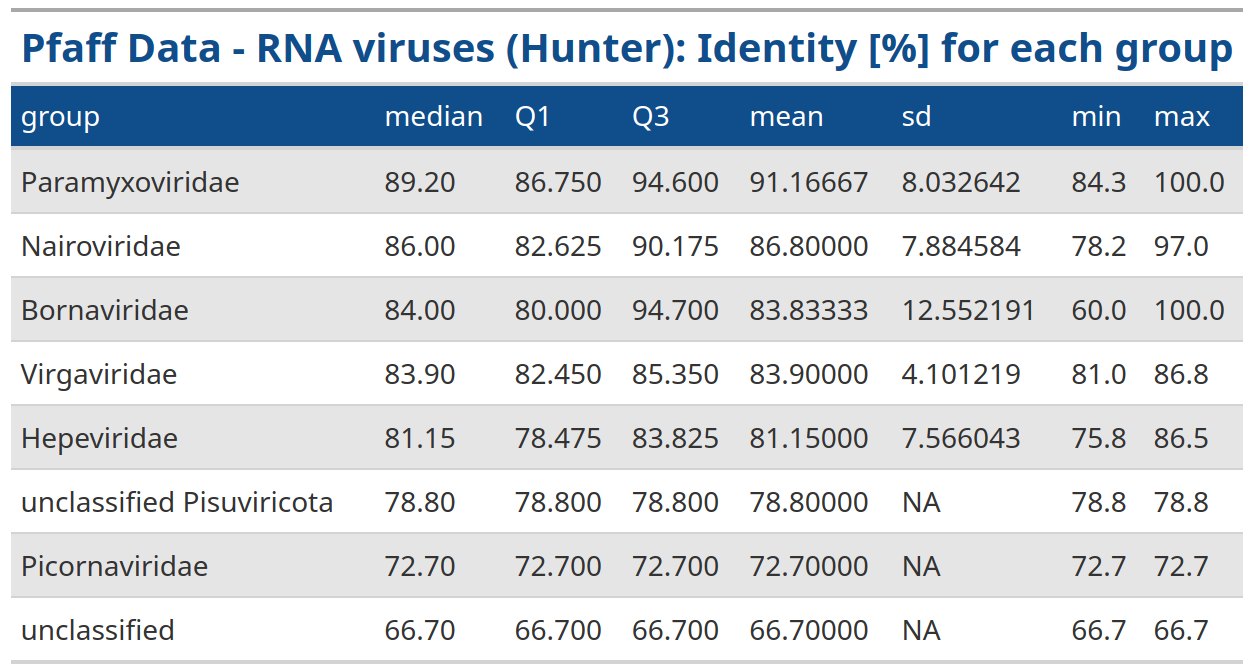 Pfaff Data - RNA viruses (Hunter): Identity [%] for each group
group median Q1 Q3 mean sd min max
Paramyxoviridae 89.20 86.750 94.600 91.16667 8.032642 84.3 100.0
Nairoviridae 86.00 82.625 90.175 86.80000 7.884584 78.2 97.0
Bornaviridae 84.00 80.000 94.700 83.83333 12.552191 60.0 100.0
Virgaviridae 83.90 82.450 85.350 83.90000 4.101219 81.0 86.8
Hepeviridae 81.15 78.475 83.825 81.15000 7.566043 75.8 86.5
unclassified Pisuviricota 78.80 78.800 78.800 78.80000 NA 78.8 78.8
Picornaviridae 72.70 72.700 72.700 72.70000 NA 72.7 72.7
unclassified 66.70 66.700 66.700 66.70000 NA 66.7 66.7